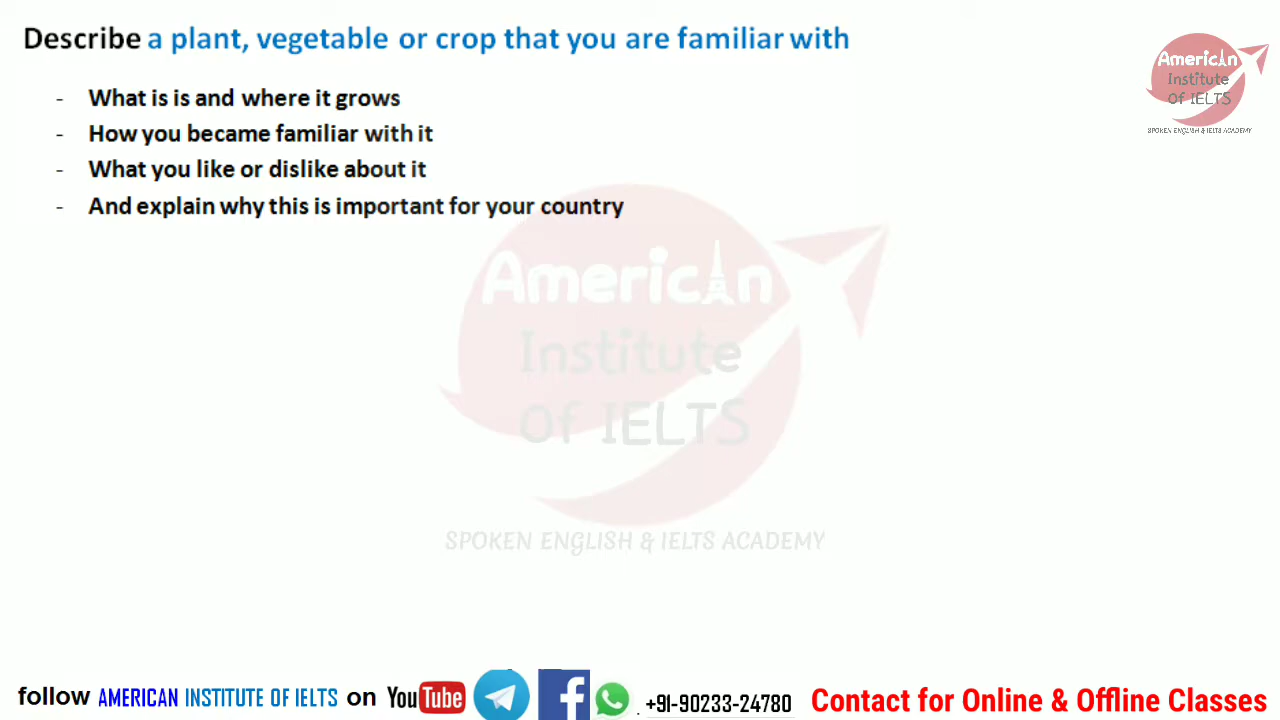 Describe a plant, vegetable or crop that you are familiar with
- What is is and where it grows
- How you became familiar with it
- What you like or dislike about it
- And explain why this is important for your country
American
Institute
Of IELTS
SPOKEN ENGLISH & IELTS ACADEMY
American
Institute
Of IELTS
SPOKEN ENGLISH & IELTS ACADEMY
follow AMERICAN INSTITUTE OF IELTS on YouTube f . +91-90233-24780 Contact for Online & Offline Classes